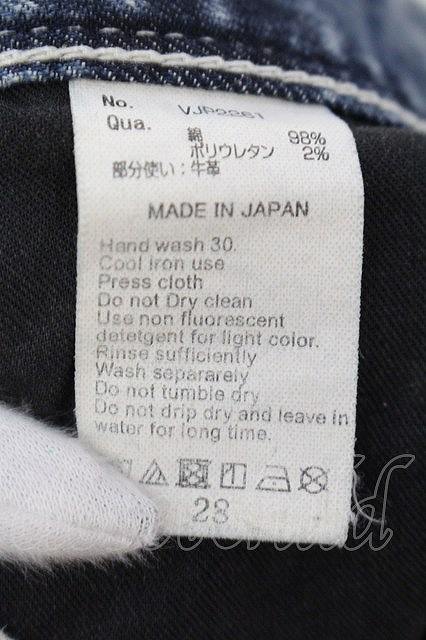 No. VJP2261
Qua. 綿 98%
ポリウレタン 2%
部分使い：牛革
MADE IN JAPAN
Hand wash 30.
Cool iron use
Press cloth
Do not Dry clean
Use non fluorescent
detetgent for light color.
Rinse sufficiently
Wash separarely
Do not tumble dry
Do not drip dry and leave in
water for long time.
28